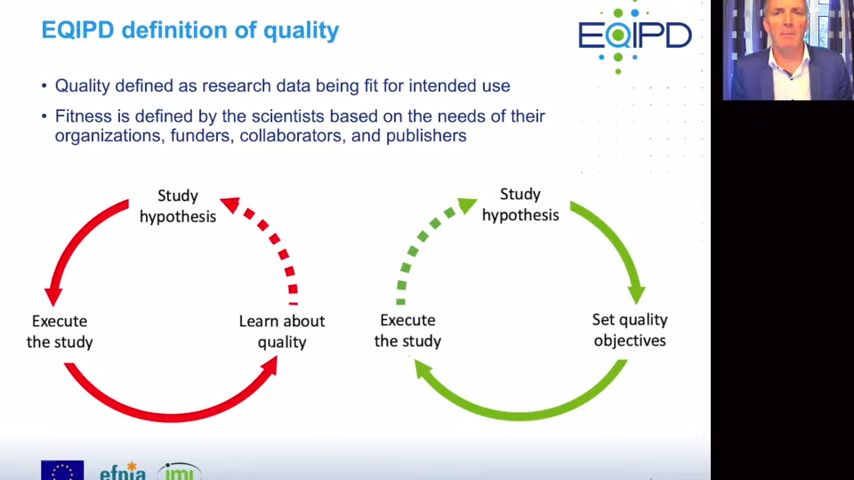 EQIPD definition of quality
EQIPD
• Quality defined as research data being fit for intended use
• Fitness is defined by the scientists based on the needs of their
organizations, funders, collaborators, and publishers
Study
hypothesis
Execute
the study
Learn about
quality
Study
hypothesis
Execute
the study
Set quality
objectives
efpia
imi